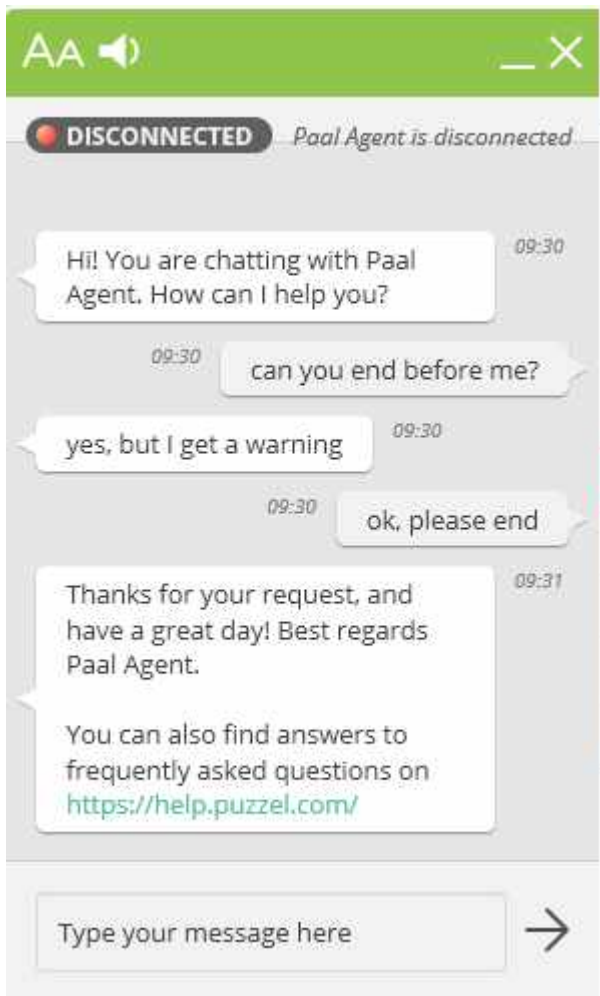 AA
DISCONNECTED Paal Agent is disconnected
Hi! You are chatting with Paal
Agent. How can I help you?
09:30
09:30
can you end before me?
yes, but I get a warning
09:30
09:30
ok, please end
Thanks for your request, and
have a great day! Best regards
Paal Agent.
09:31
You can also find answers to
frequently asked questions on
https://help.puzzel.com/
Type your message here